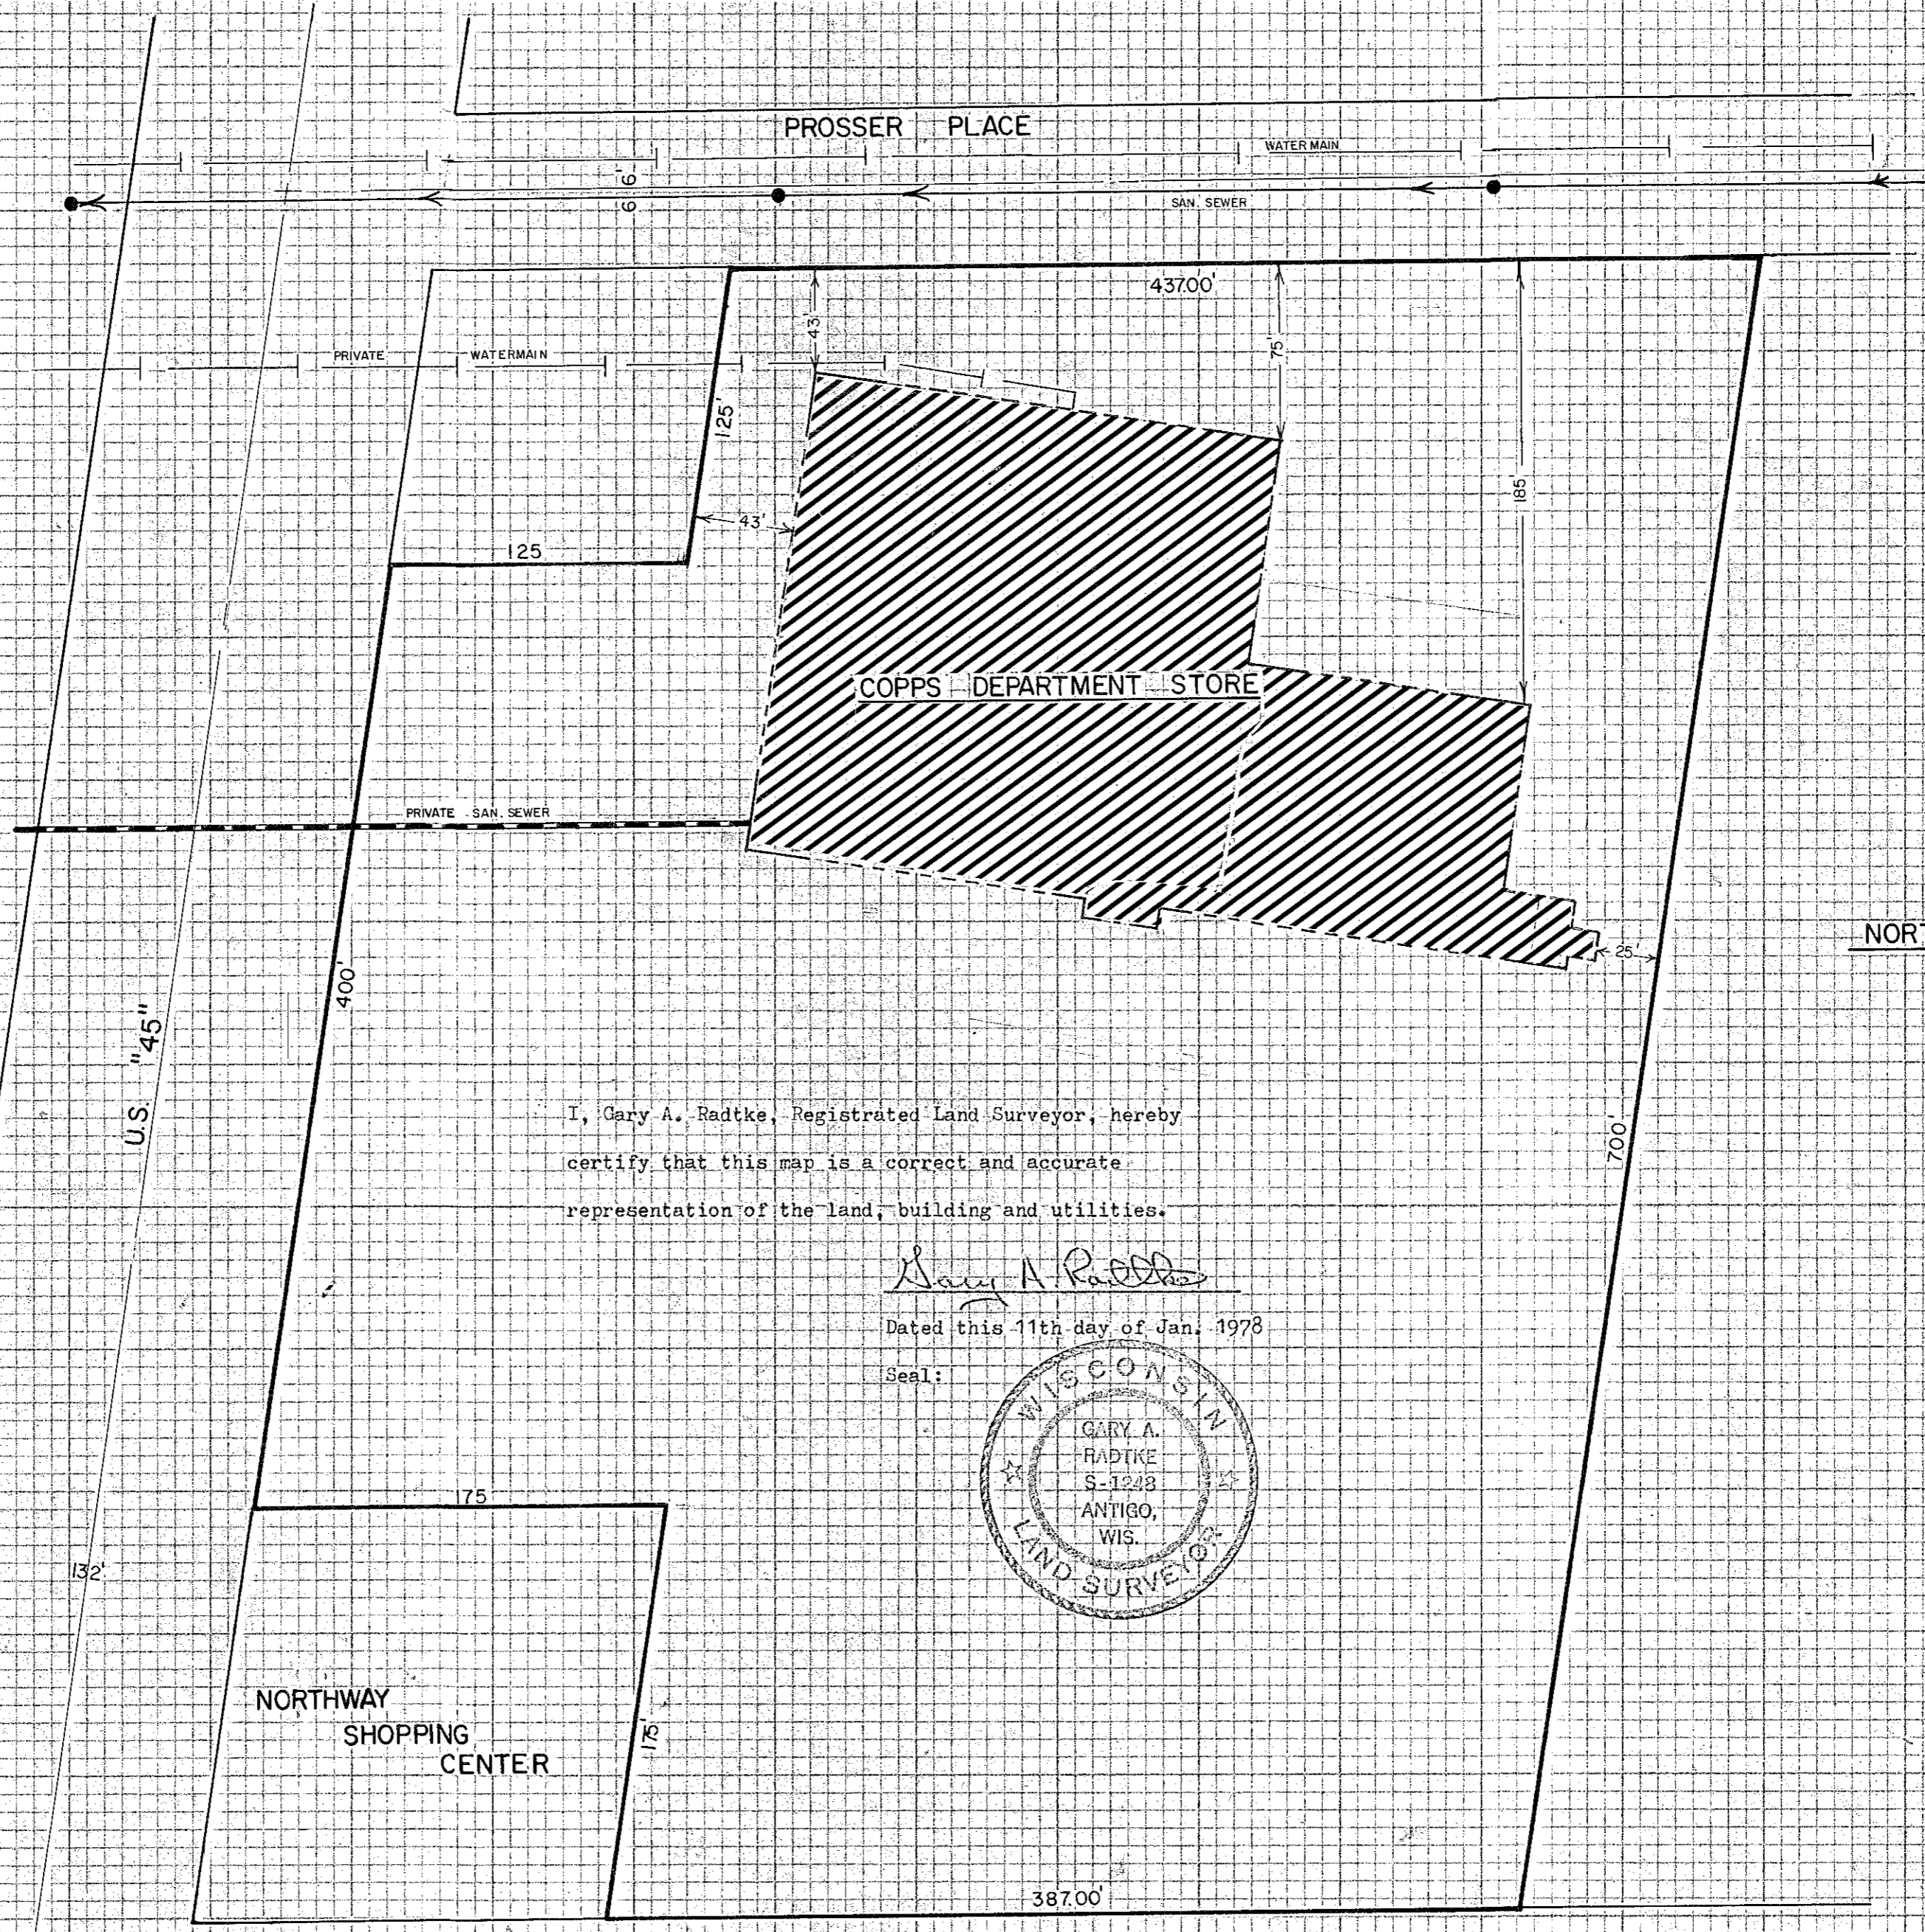 PROSSER PLACE
WATER MAIN
66'
SAN. SEWER
437.00'
43'
75'
PRIVATE WATERMAIN
125'
185'
43'
125
COPPS DEPARTMENT STORE
PRIVATE SAN. SEWER
NORT
25'
400'
U.S. "45"
I, Gary A. Radtke, Registrated Land Surveyor, hereby
certify that this map is a correct and accurate
representation of the land, building and utilities.
700'
Gary A. Radtke
Dated this 11th day of Jan. 1978
Seal:
WISCONSIN
GARY A.
RADTKE
S-1248
ANTIGO,
WIS.
LAND SURVEYOR
175
132'
NORTHWAY
SHOPPING
CENTER
175'
387.00'